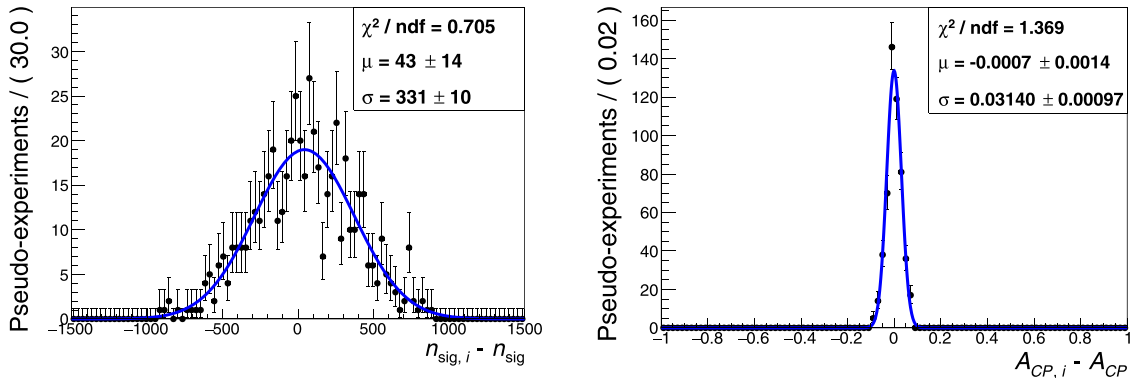 Pseudo-experiments / ( 30.0 )
30
25
20
15
10
5
0
−1500 −1000 −500 0 500 1000 1500
n_sig, i - n_sig
χ² / ndf = 0.705
μ = 43 ± 14
σ = 331 ± 10
Pseudo-experiments / ( 0.02 )
160
140
120
100
80
60
40
20
0
−1 −0.8 −0.6 −0.4 −0.2 0 0.2 0.4 0.6 0.8 1
A_CP, i - A_CP
χ² / ndf = 1.369
μ = -0.0007 ± 0.0014
σ = 0.03140 ± 0.00097